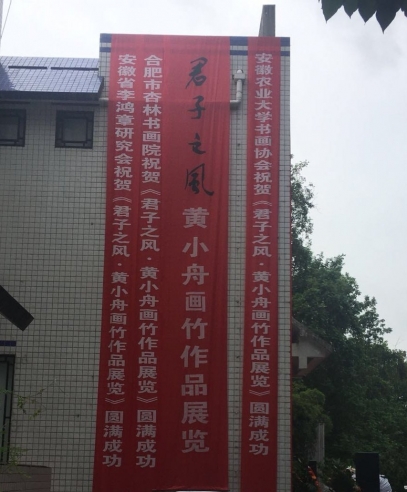 安徽省李鸿章研究会祝贺《君子之风·黄小舟画竹作品展览》圆满成功
合肥市杏林书画院祝贺《君子之风·黄小舟画竹作品展览》圆满成功
君子之風
黄小舟画竹作品展览
安徽农业大学书画协会祝贺《君子之风·黄小舟画竹作品展览》圆满成功